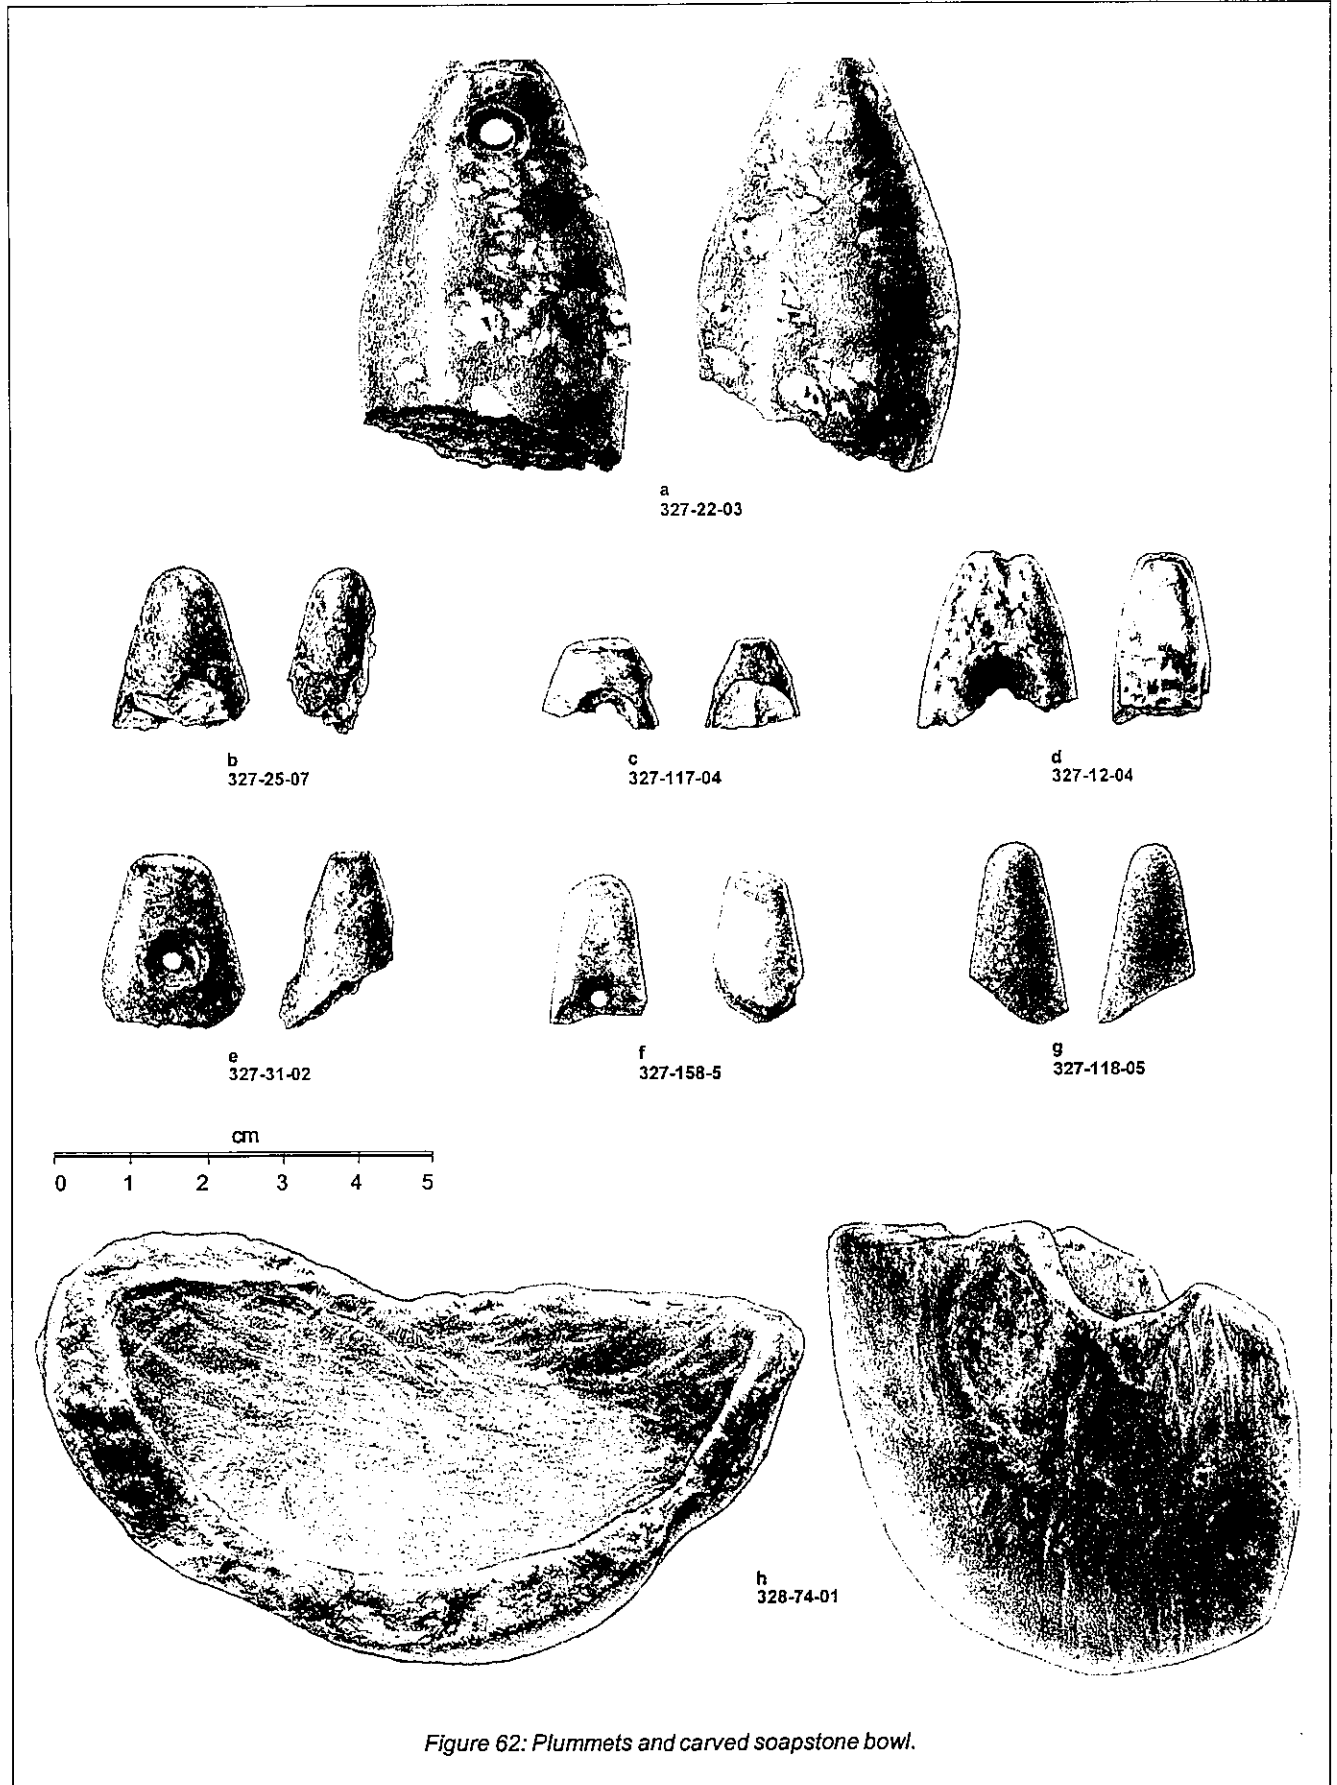 a
327-22-03
b
327-25-07
c
327-117-04
d
327-12-04
e
327-31-02
f
327-158-5
g
327-118-05
cm
0 1 2 3 4 5
h
328-74-01
Figure 62: Plummets and carved soapstone bowl.